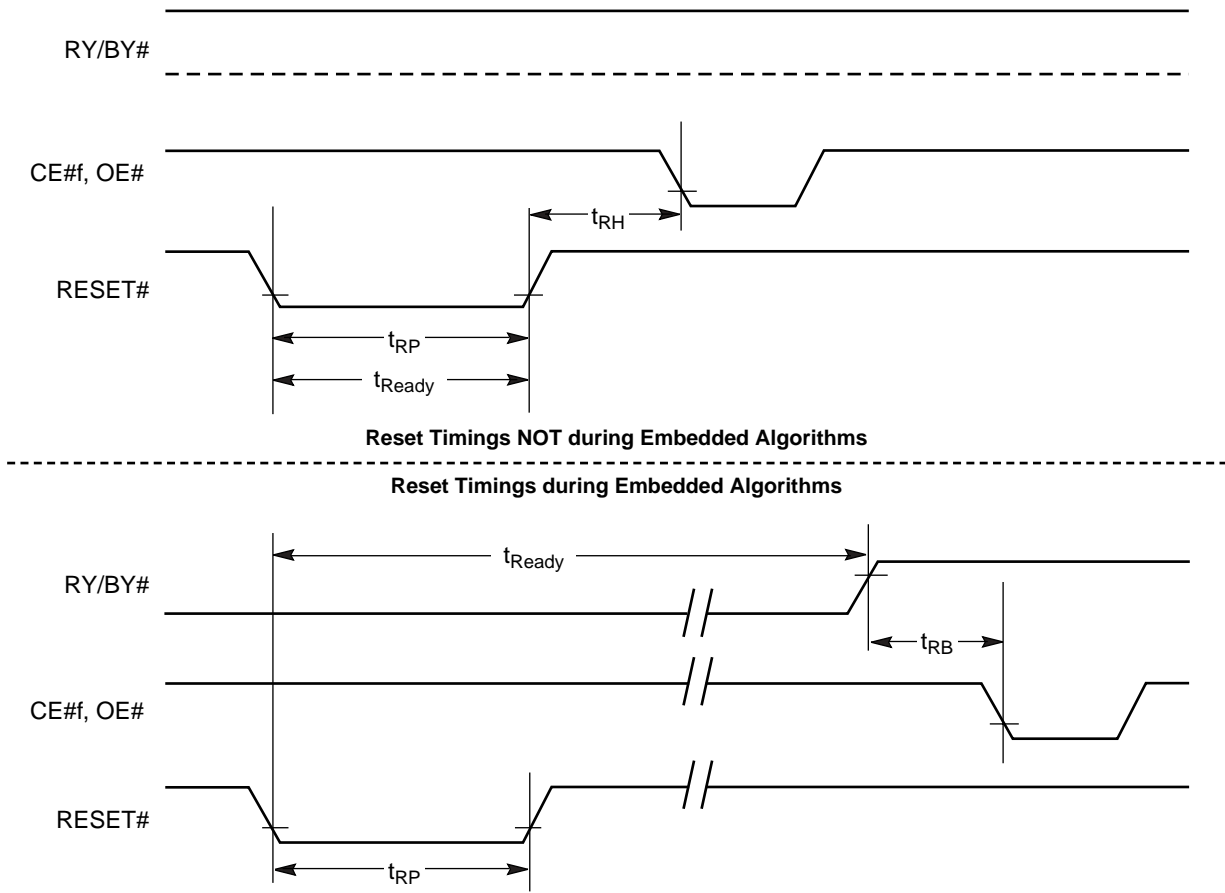 RY/BY#
CE#f, OE#
tRH
RESET#
tRP
tReady
Reset Timings NOT during Embedded Algorithms
Reset Timings during Embedded Algorithms
tReady
RY/BY#
tRB
CE#f, OE#
RESET#
tRP